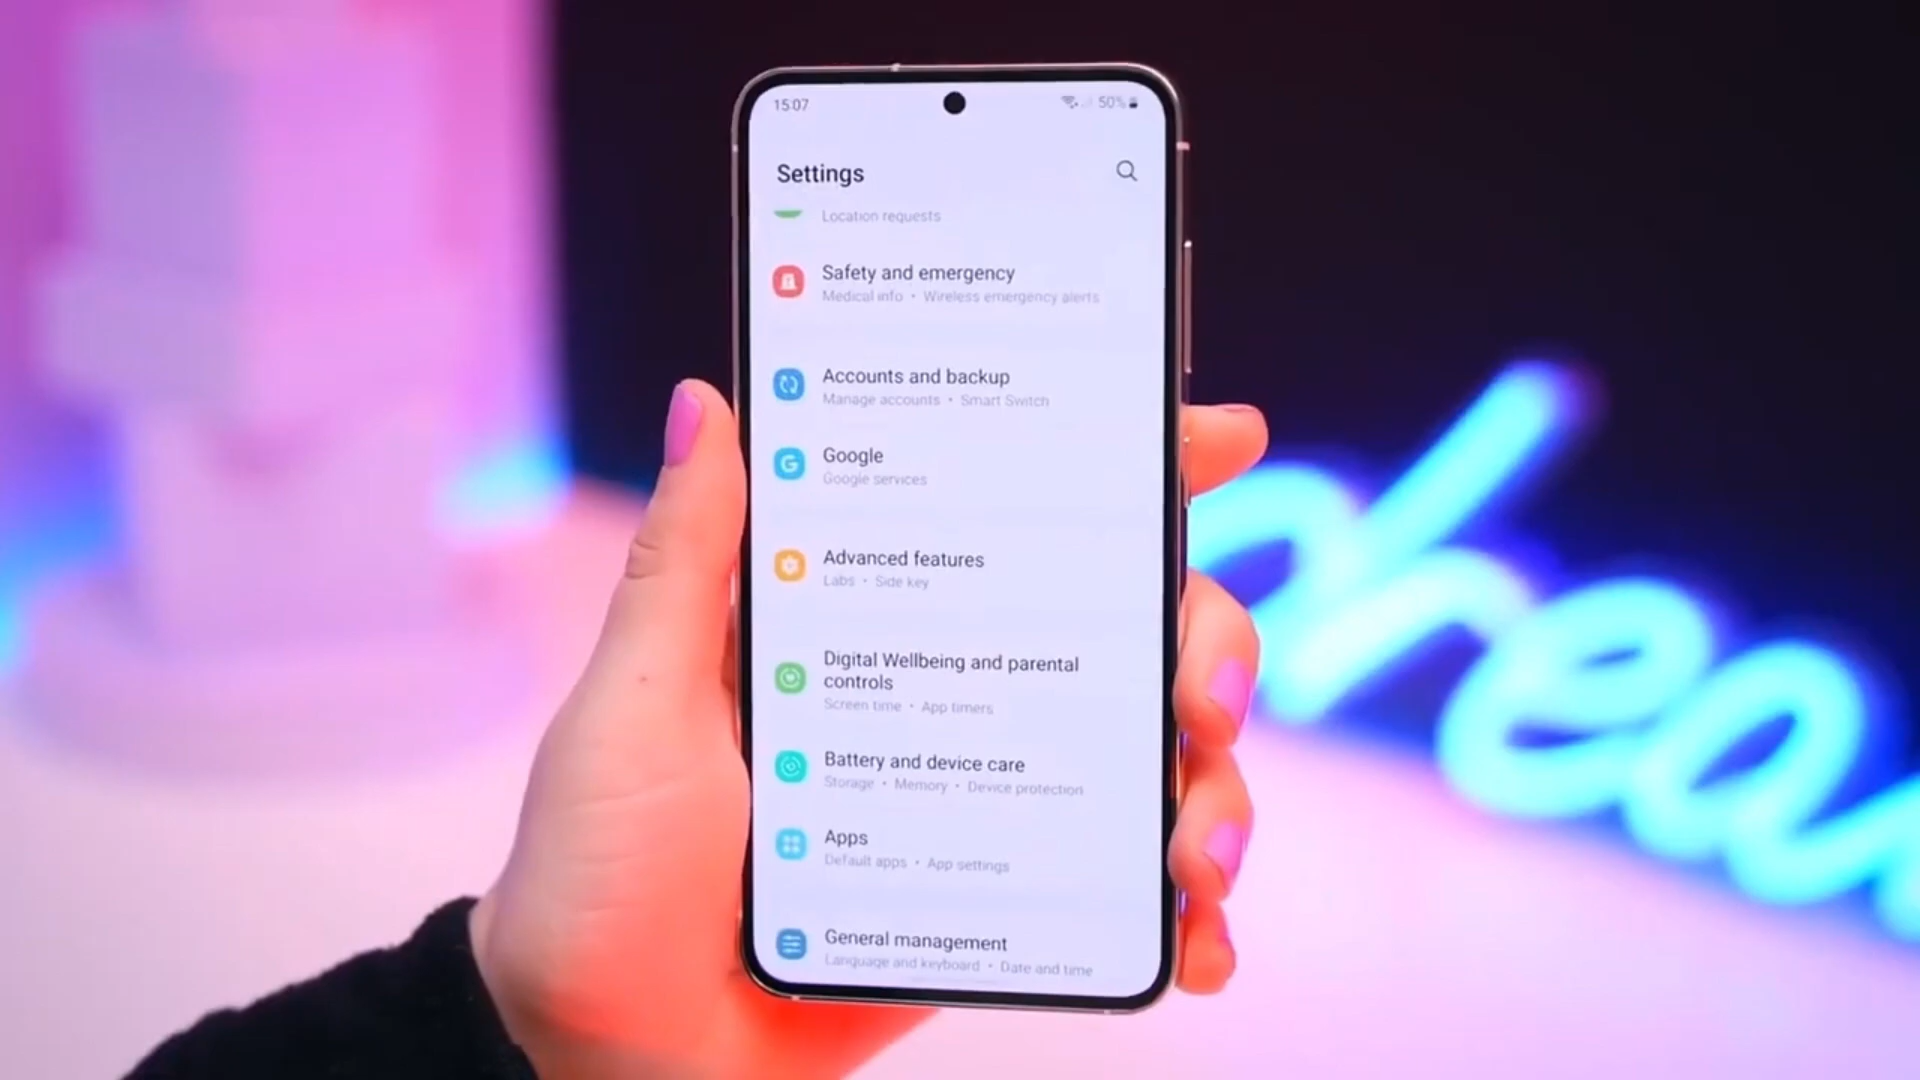 15:07
50%
Settings
Location requests
Safety and emergency
Medical info • Wireless emergency alerts
Accounts and backup
Manage accounts • Smart Switch
Google
Google services
Advanced features
Labs • Side key
Digital Wellbeing and parental
controls
Screen time • App timers
Battery and device care
Storage • Memory • Device protection
Apps
Default apps • App settings
General management
Language and keyboard • Date and time